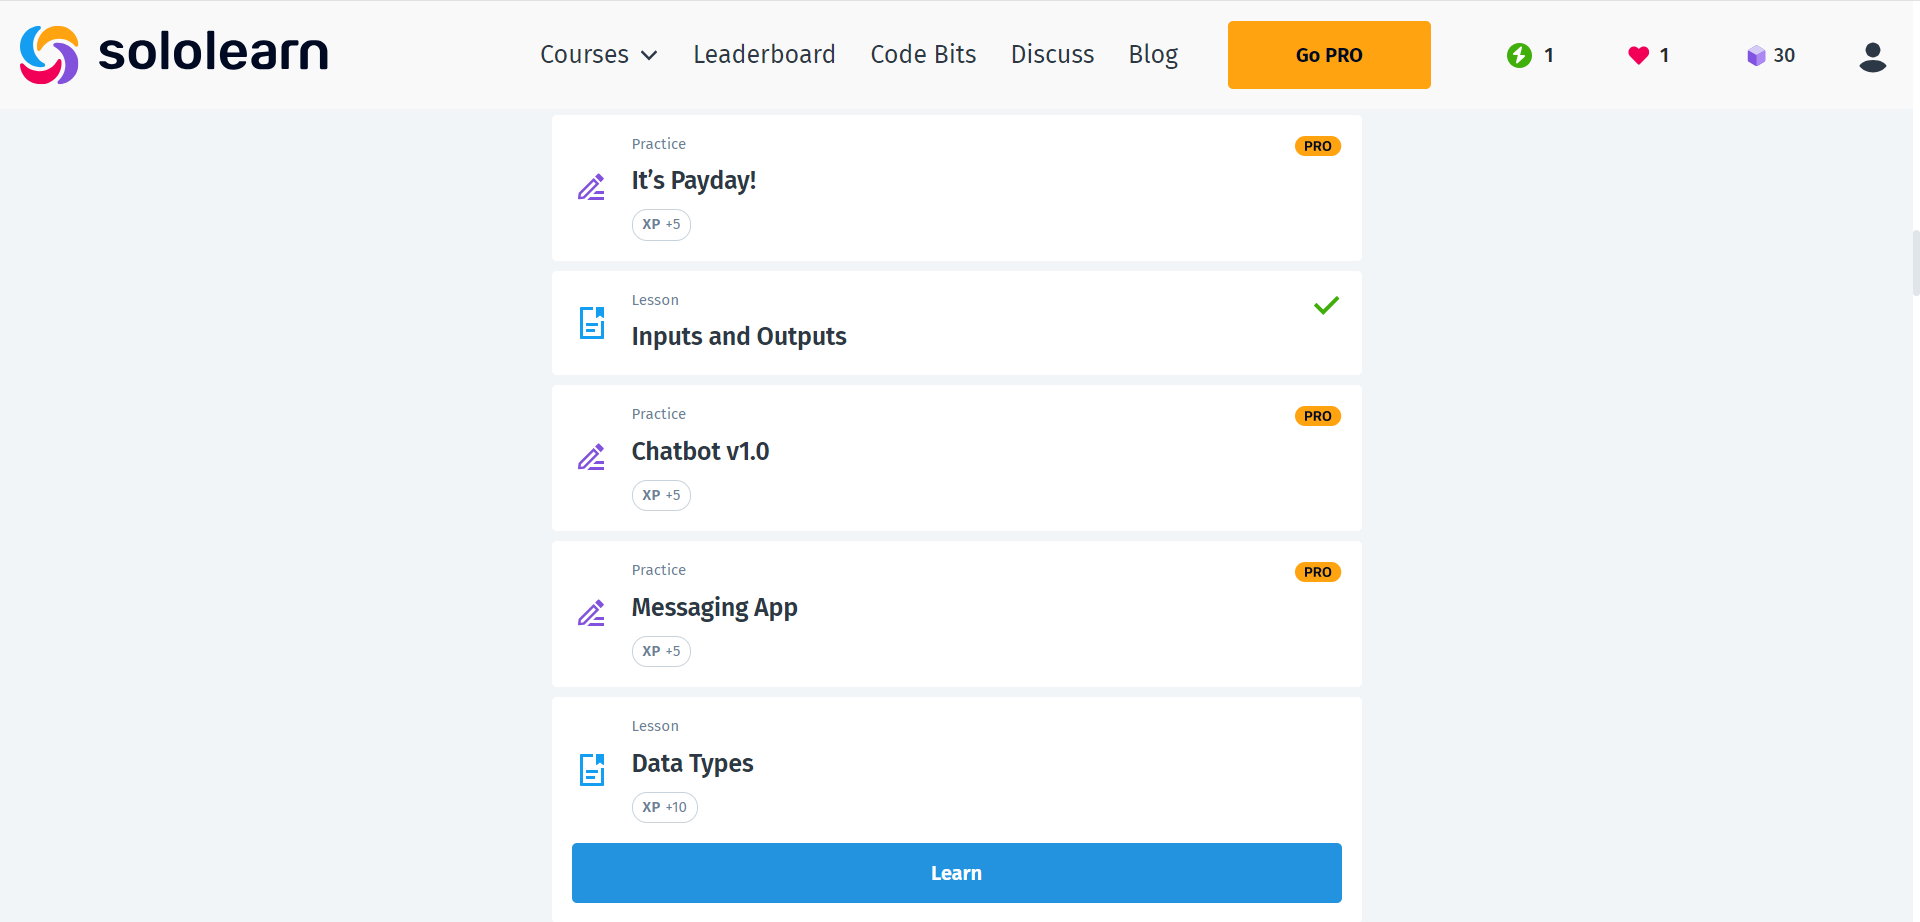 sololearn
Courses Leaderboard Code Bits Discuss Blog Go PRO 1 1 30
Practice PRO
It’s Payday!
XP +5
Lesson
Inputs and Outputs
Practice PRO
Chatbot v1.0
XP +5
Practice PRO
Messaging App
XP +5
Lesson
Data Types
XP +10
Learn